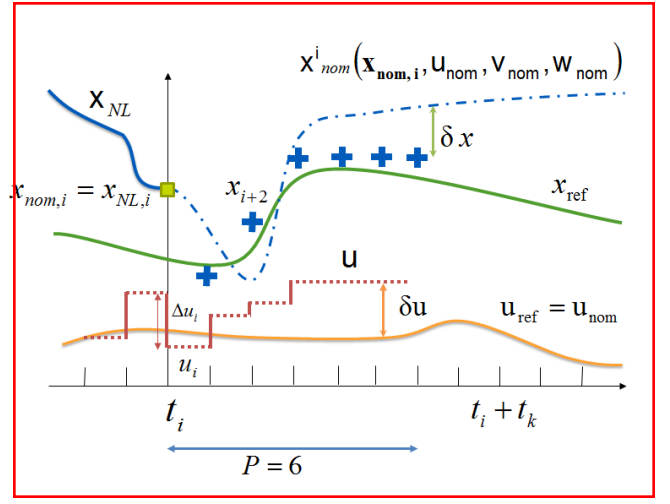 xⁱₙₒₘ(x_nom,i, u_nom, v_nom, w_nom)
x_NL
δx
x_nom,i = x_NL,i
x_i+2
x_ref
u
Δu_i
δu
u_ref = u_nom
u_i
t_i
t_i + t_k
P = 6